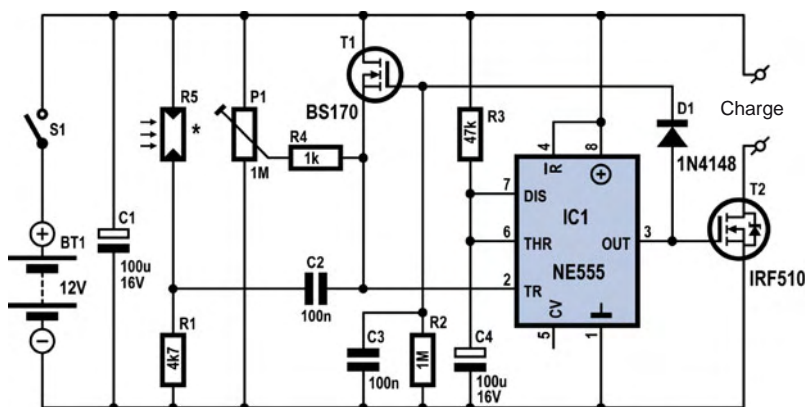 T1
BS170
R5
*
P1
1M
R4
1k
R3
47k
S1
D1
1N4148
Charge
4
8
R
7
DIS
IC1
6
THR
OUT
3
T2
NE555
IRF510
2
TR
CV
5
1
C1
100u
16V
BT1
12V
C2
100n
R1
4k7
C3
100n
R2
1M
C4
100u
16V